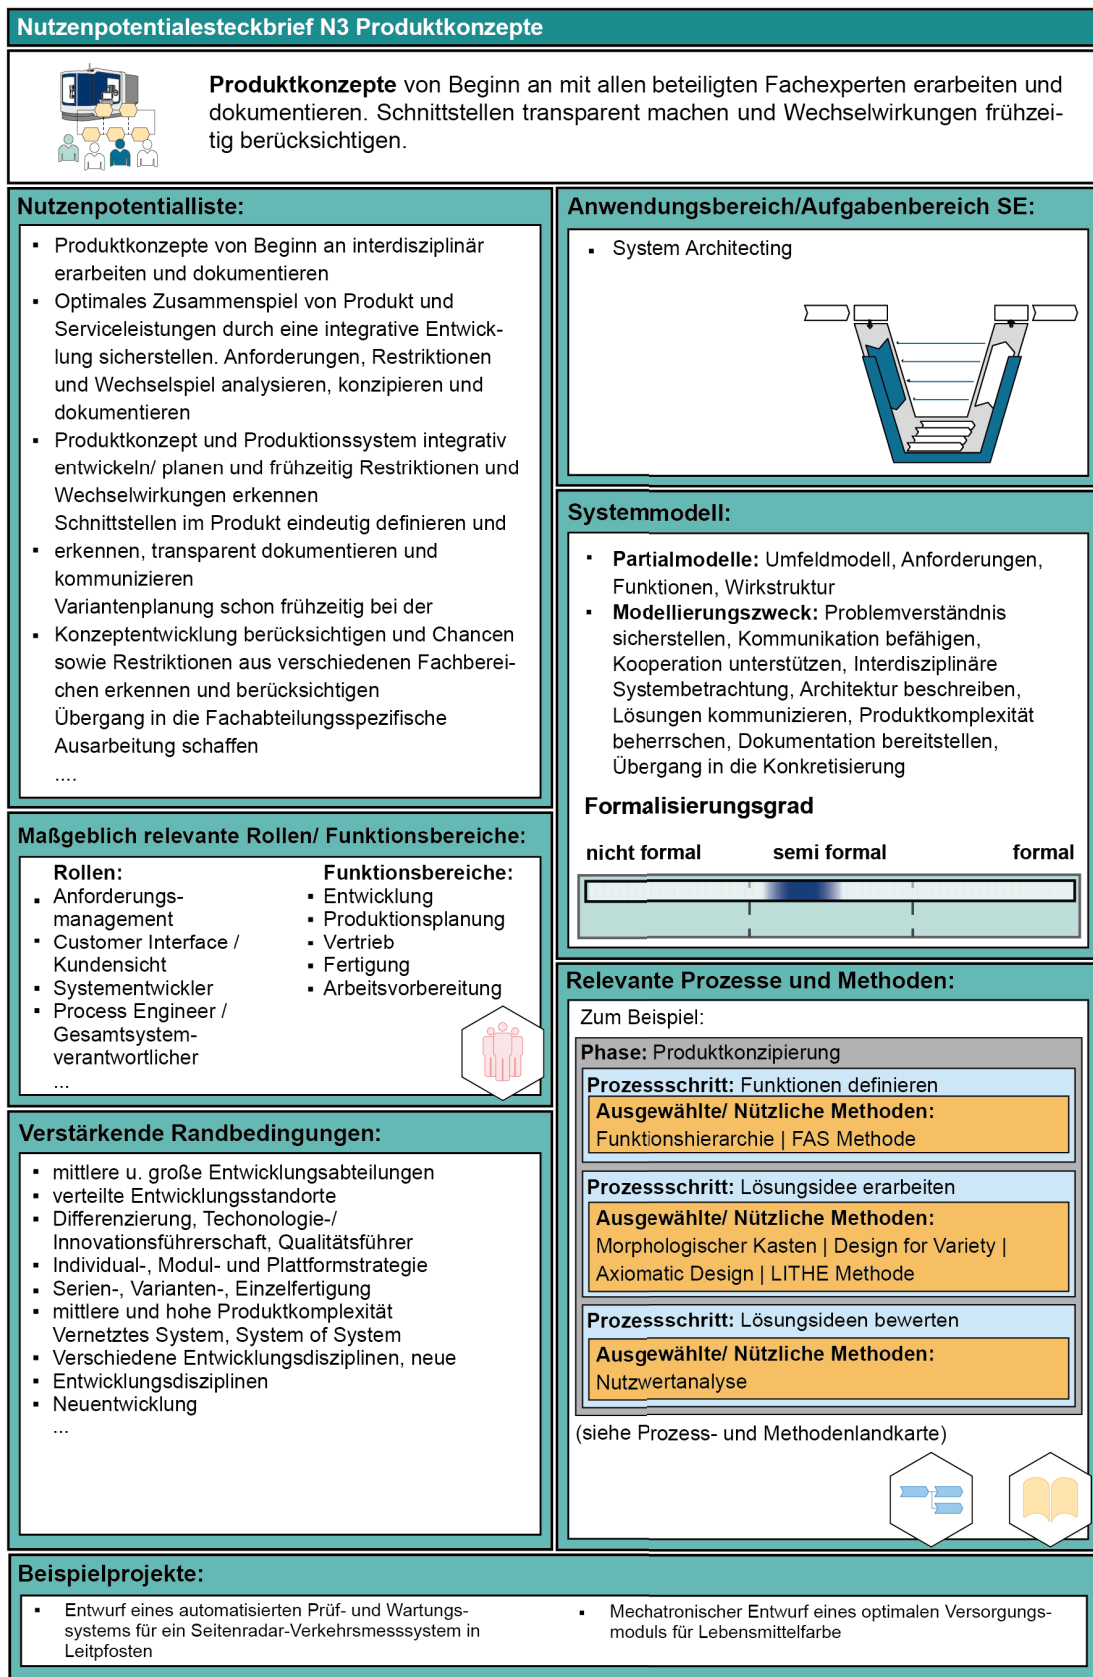 Nutzenpotentialesteckbrief N3 Produktkonzepte
Produktkonzepte von Beginn an mit allen beteiligten Fachexperten erarbeiten und
dokumentieren. Schnittstellen transparent machen und Wechselwirkungen frühzei-
tig berücksichtigen.
Nutzenpotentialliste:
▪ Produktkonzepte von Beginn an interdisziplinär
erarbeiten und dokumentieren
▪ Optimales Zusammenspiel von Produkt und
Serviceleistungen durch eine integrative Entwick-
lung sicherstellen. Anforderungen, Restriktionen
und Wechselspiel analysieren, konzipieren und
dokumentieren
▪ Produktkonzept und Produktionssystem integrativ
entwickeln/ planen und frühzeitig Restriktionen und
Wechselwirkungen erkennen
Schnittstellen im Produkt eindeutig definieren und
▪ erkennen, transparent dokumentieren und
kommunizieren
Variantenplanung schon frühzeitig bei der
▪ Konzeptentwicklung berücksichtigen und Chancen
sowie Restriktionen aus verschiedenen Fachberei-
chen erkennen und berücksichtigen
Übergang in die Fachabteilungsspezifische
Ausarbeitung schaffen
....
Maßgeblich relevante Rollen/ Funktionsbereiche:
Rollen:
▪ Anforderungs-
management
▪ Customer Interface /
Kundensicht
▪ Systementwickler
▪ Process Engineer /
Gesamtsystem-
verantwortlicher
...
Funktionsbereiche:
▪ Entwicklung
▪ Produktionsplanung
▪ Vertrieb
▪ Fertigung
▪ Arbeitsvorbereitung
Verstärkende Randbedingungen:
▪ mittlere u. große Entwicklungsabteilungen
▪ verteilte Entwicklungsstandorte
▪ Differenzierung, Techonologie-/
Innovationsführerschaft, Qualitätsführer
▪ Individual-, Modul- und Plattformstrategie
▪ Serien-, Varianten-, Einzelfertigung
▪ mittlere und hohe Produktkomplexität
Vernetztes System, System of System
▪ Verschiedene Entwicklungsdisziplinen, neue
▪ Entwicklungsdisziplinen
▪ Neuentwicklung
...
Anwendungsbereich/Aufgabenbereich SE:
▪ System Architecting
Systemmodell:
▪ Partialmodelle: Umfeldmodell, Anforderungen,
Funktionen, Wirkstruktur
▪ Modellierungszweck: Problemverständnis
sicherstellen, Kommunikation befähigen,
Kooperation unterstützen, Interdisziplinäre
Systembetrachtung, Architektur beschreiben,
Lösungen kommunizieren, Produktkomplexität
beherrschen, Dokumentation bereitstellen,
Übergang in die Konkretisierung
Formalisierungsgrad
nicht formal semi formal formal
Relevante Prozesse und Methoden:
Zum Beispiel:
Phase: Produktkonzipierung
Prozessschritt: Funktionen definieren
Ausgewählte/ Nützliche Methoden:
Funktionshierarchie | FAS Methode
Prozessschritt: Lösungsidee erarbeiten
Ausgewählte/ Nützliche Methoden:
Morphologischer Kasten | Design for Variety |
Axiomatic Design | LITHE Methode
Prozessschritt: Lösungsideen bewerten
Ausgewählte/ Nützliche Methoden:
Nutzwertanalyse
(siehe Prozess- und Methodenlandkarte)
Beispielprojekte:
▪ Entwurf eines automatisierten Prüf- und Wartungs-
systems für ein Seitenradar-Verkehrsmesssystem in
Leitpfosten
▪ Mechatronischer Entwurf eines optimalen Versorgungs-
moduls für Lebensmittelfarbe